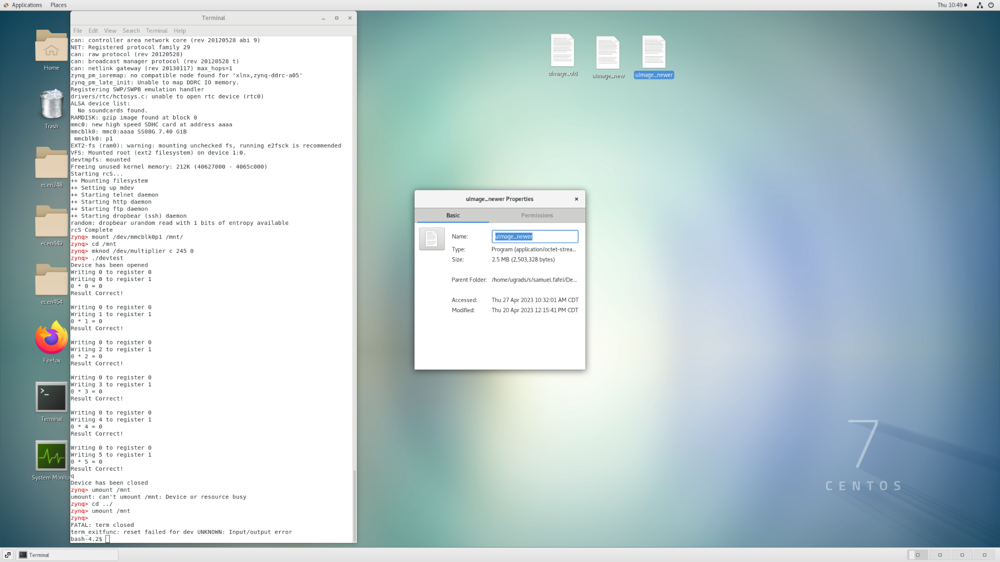 Applications Places
Thu 10:49
Terminal
File Edit View Search Terminal Help
can: controller area network core (rev 20120528 abi 9)
NET: Registered protocol family 29
can: raw protocol (rev 20120528)
can: broadcast manager protocol (rev 20120528 t)
can: netlink gateway (rev 20130117) max_hops=1
zynq_pm_ioremap: no compatible node found for 'xlnx,zynq-ddrc-a05'
zynq_pm_late_init: Unable to map DDRC IO memory.
Registering SWP/SWPB emulation handler
drivers/rtc/hctosys.c: unable to open rtc device (rtc0)
ALSA device list:
  No soundcards found.
RAMDISK: gzip image found at block 0
mmc0: new high speed SDHC card at address aaaa
mmcblk0: mmc0:aaaa SS08G 7.40 GiB
 mmcblk0: p1
EXT2-fs (ram0): warning: mounting unchecked fs, running e2fsck is recommended
VFS: Mounted root (ext2 filesystem) on device 1:0.
devtmpfs: mounted
Freeing unused kernel memory: 212K (40627000 - 4065c000)
Starting rcS...
++ Mounting filesystem
++ Setting up mdev
++ Starting telnet daemon
++ Starting http daemon
++ Starting ftp daemon
++ Starting dropbear (ssh) daemon
random: dropbear urandom read with 1 bits of entropy available
rcS Complete
zynq> mount /dev/mmcblk0p1 /mnt/
zynq> cd /mnt
zynq> mknod /dev/multiplier c 245 0
zynq> ./devtest
Device has been opened
Writing 0 to register 0
Writing 0 to register 1
0 * 0 = 0
Result Correct!
Writing 0 to register 0
Writing 1 to register 1
0 * 1 = 0
Result Correct!
Writing 0 to register 0
Writing 2 to register 1
0 * 2 = 0
Result Correct!
Writing 0 to register 0
Writing 3 to register 1
0 * 3 = 0
Result Correct!
Writing 0 to register 0
Writing 4 to register 1
0 * 4 = 0
Result Correct!
Writing 0 to register 0
Writing 5 to register 1
0 * 5 = 0
Result Correct!
q
Device has been closed
zynq> umount /mnt
umount: can't umount /mnt: Device or resource busy
zynq> cd ../
zynq> umount /mnt
zynq>
FATAL: term closed
term_exitfunc: reset failed for dev UNKNOWN: Input/output error
bash-4.2$
Home
Trash
ecen248
ecen449
ecen454
Firefox
>_
Terminal
System Monito
uImage_old
uImage_new
uImage_newer
uImage_newer Properties
Basic Permissions
Name: uImage_newer
Type: Program (application/octet-strea...
Size: 2.5 MB (2,503,328 bytes)
Parent Folder: /home/ugrads/s/samuel.fafel/De...
Accessed: Thu 27 Apr 2023 10:32:01 AM CDT
Modified: Thu 20 Apr 2023 12:15:41 PM CDT
7
CENTOS
Terminal